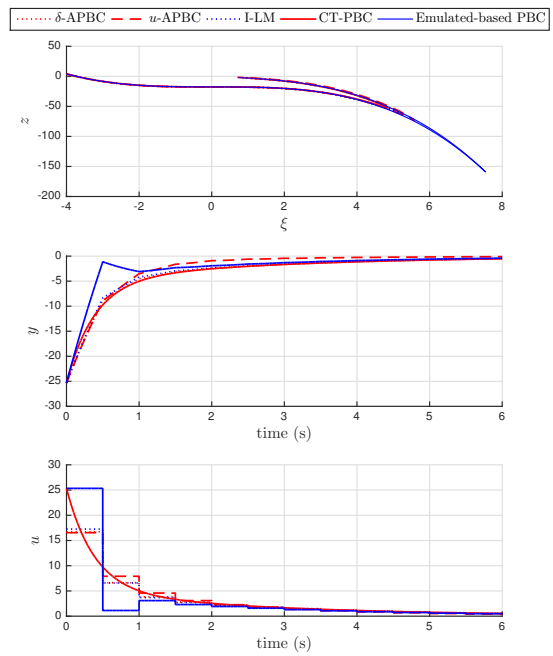 δ-APBC u-APBC I-LM CT-PBC Emulated-based PBC
50
0
-50
-100
-150
-200
z
-4 -2 0 2 4 6 8
ξ
0
-5
-10
-15
-20
-25
-30
y
0 1 2 3 4 5 6
time (s)
30
25
20
15
10
5
0
u
0 1 2 3 4 5 6
time (s)